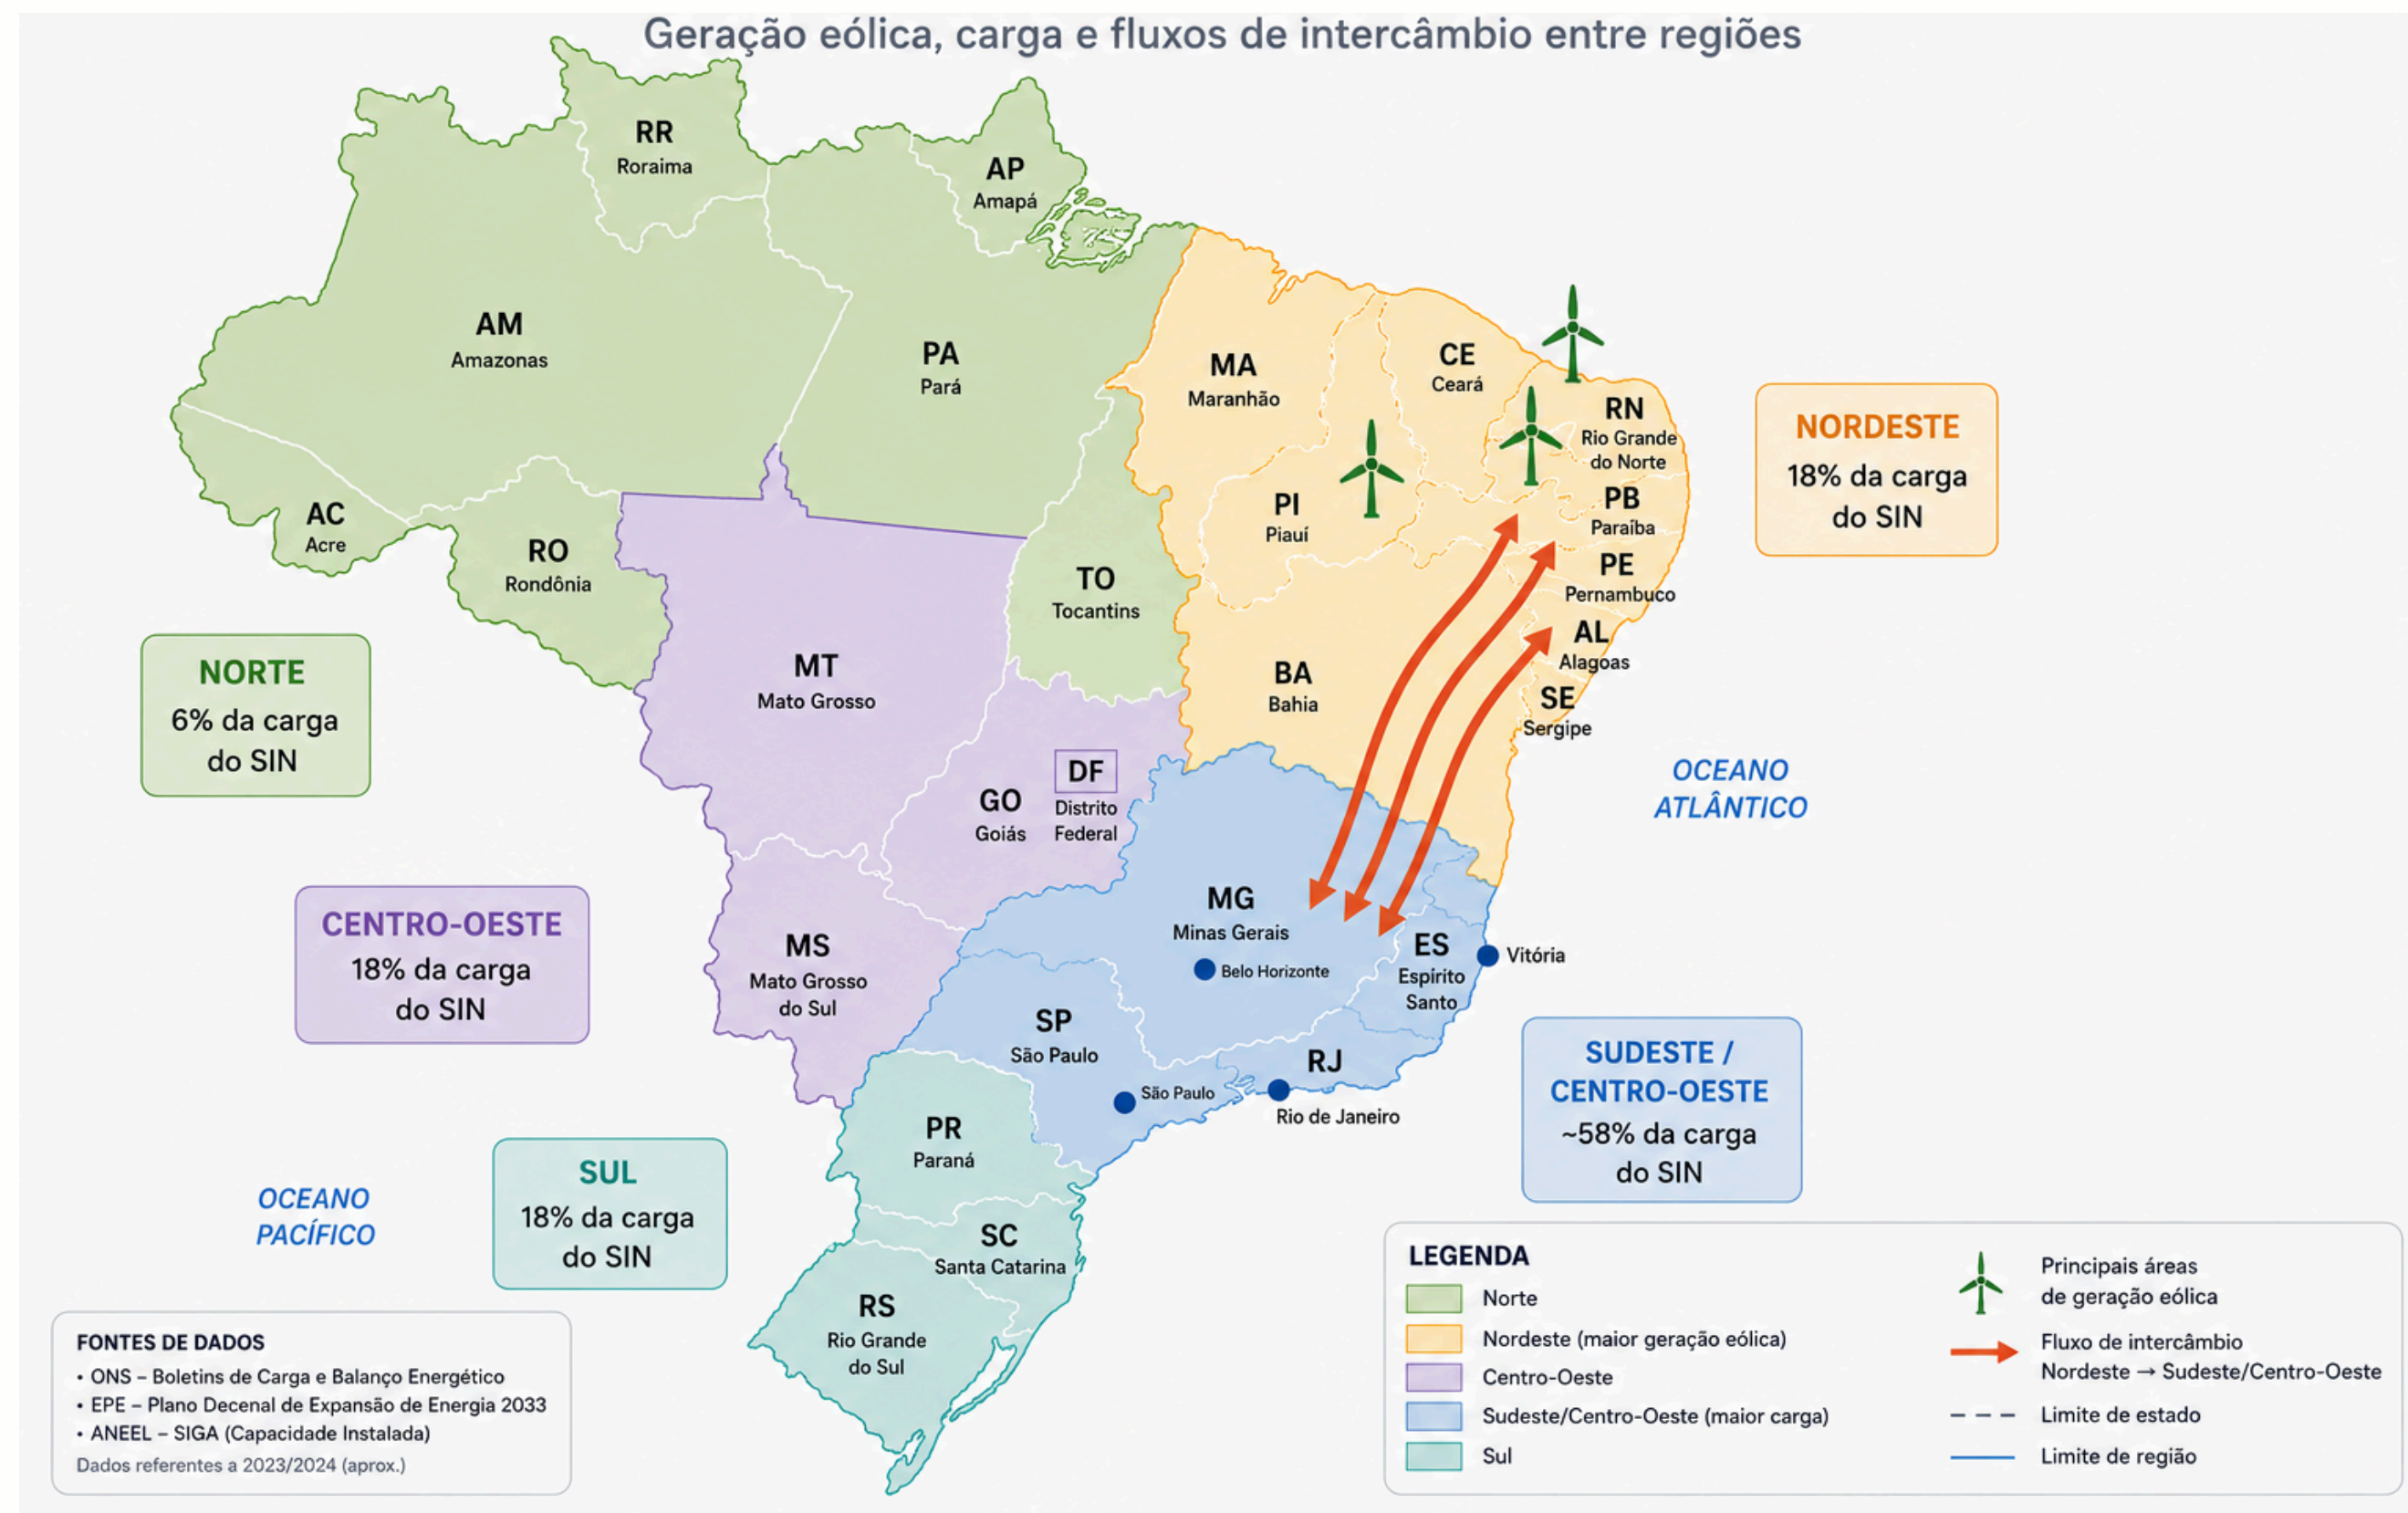 Geração eólica, carga e fluxos de intercâmbio entre regiões
RR
Roraima
AP
Amapá
AM
Amazonas
PA
Pará
MA
Maranhão
CE
Ceará
RN
Rio Grande
do Norte
PI
Piauí
PB
Paraíba
PE
Pernambuco
AL
Alagoas
SE
Sergipe
BA
Bahia
AC
Acre
RO
Rondônia
TO
Tocantins
MT
Mato Grosso
GO
Goiás
DF
Distrito
Federal
MS
Mato Grosso
do Sul
MG
Minas Gerais
Belo Horizonte
ES
Espírito
Santo
Vitória
SP
São Paulo
São Paulo
RJ
Rio de Janeiro
PR
Paraná
SC
Santa Catarina
RS
Rio Grande
do Sul
NORDESTE
18% da carga
do SIN
NORTE
6% da carga
do SIN
CENTRO-OESTE
18% da carga
do SIN
SUDESTE /
CENTRO-OESTE
~58% da carga
do SIN
SUL
18% da carga
do SIN
OCEANO
ATLÂNTICO
OCEANO
PACÍFICO
FONTES DE DADOS
• ONS – Boletins de Carga e Balanço Energético
• EPE – Plano Decenal de Expansão de Energia 2033
• ANEEL – SIGA (Capacidade Instalada)
Dados referentes a 2023/2024 (aprox.)
LEGENDA
Norte
Nordeste (maior geração eólica)
Centro-Oeste
Sudeste/Centro-Oeste (maior carga)
Sul
Principais áreas
de geração eólica
Fluxo de intercâmbio
Nordeste → Sudeste/Centro-Oeste
Limite de estado
Limite de região